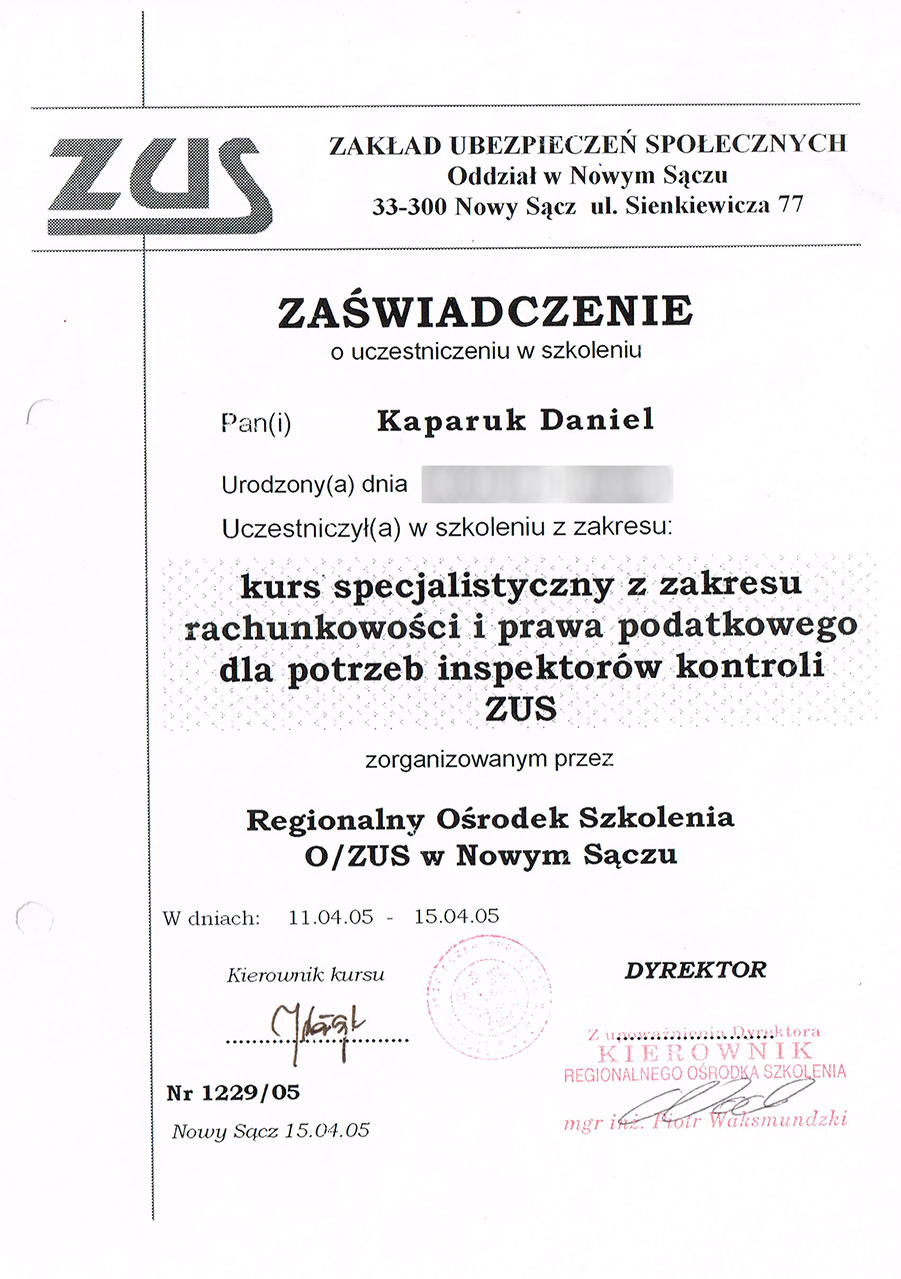 ZUS
ZAKŁAD UBEZPIECZEŃ SPOŁECZNYCH
Oddział w Nowym Sączu
33-300 Nowy Sącz ul. Sienkiewicza 77
ZAŚWIADCZENIE
o uczestniczeniu w szkoleniu
Pan(i) Kaparuk Daniel
Urodzony(a) dnia
Uczestniczył(a) w szkoleniu z zakresu:
kurs specjalistyczny z zakresu
rachunkowości i prawa podatkowego
dla potrzeb inspektorów kontroli
ZUS
zorganizowanym przez
Regionalny Ośrodek Szkolenia
O/ZUS w Nowym Sączu
W dniach: 11.04.05 - 15.04.05
Kierownik kursu
DYREKTOR
Z upoważnienia Dyrektora
KIEROWNIK
REGIONALNEGO OŚRODKA SZKOLENIA
mgr inż. Piotr Waksmundzki
Nr 1229/05
Nowy Sącz 15.04.05